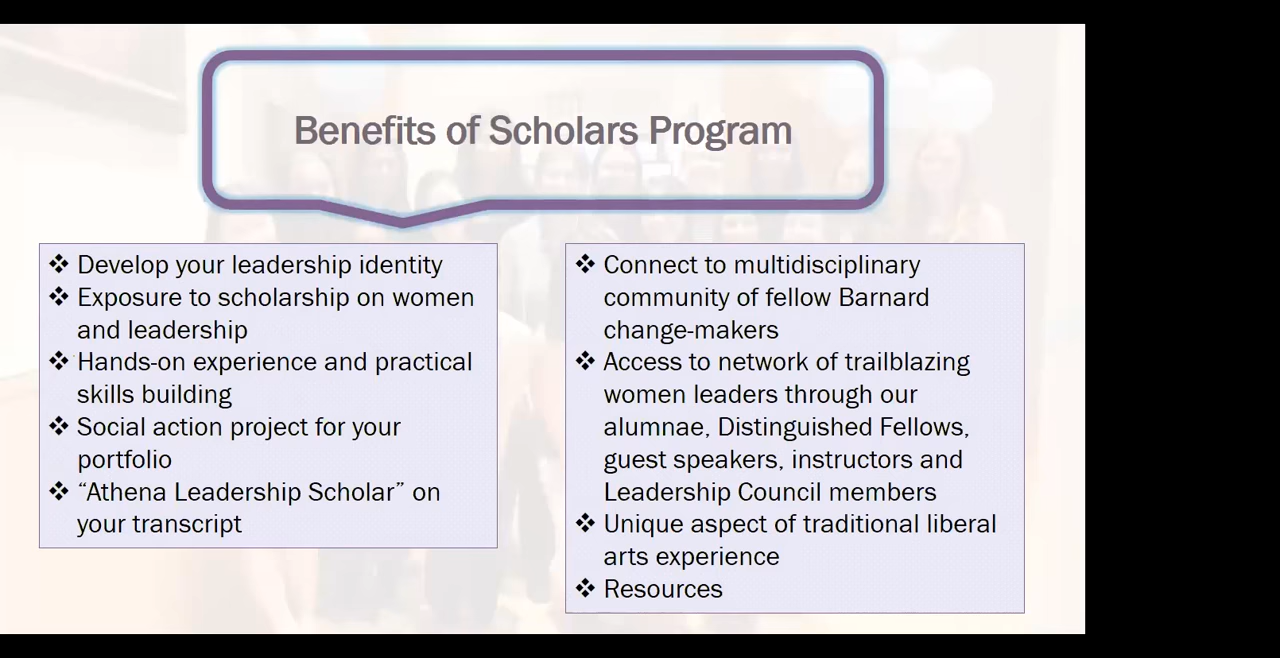 Benefits of Scholars Program
❖ Develop your leadership identity
❖ Exposure to scholarship on women
and leadership
❖ Hands-on experience and practical
skills building
❖ Social action project for your
portfolio
❖ “Athena Leadership Scholar” on
your transcript
❖ Connect to multidisciplinary
community of fellow Barnard
change-makers
❖ Access to network of trailblazing
women leaders through our
alumnae, Distinguished Fellows,
guest speakers, instructors and
Leadership Council members
❖ Unique aspect of traditional liberal
arts experience
❖ Resources